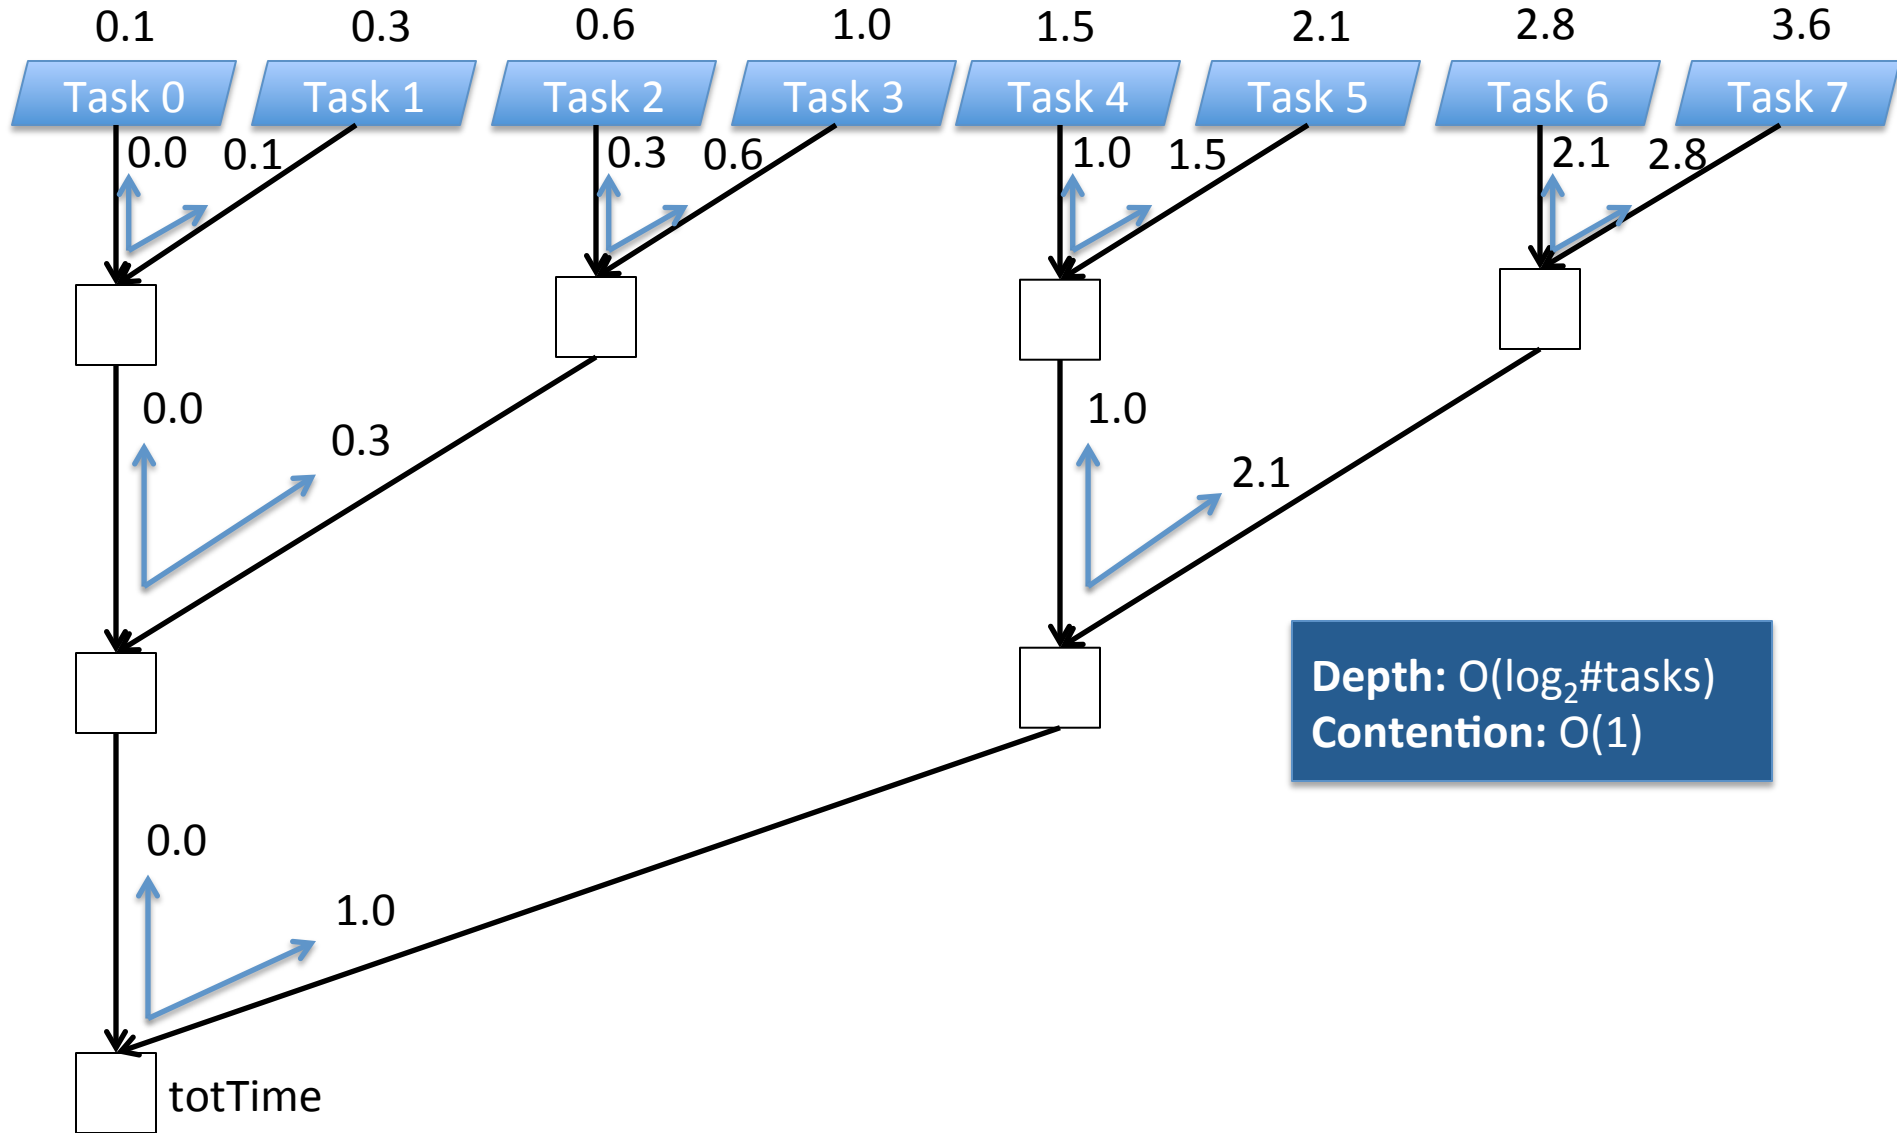 0.1 0.3 0.6 1.0 1.5 2.1 2.8 3.6
Task 0 Task 1 Task 2 Task 3 Task 4 Task 5 Task 6 Task 7
0.0 0.1 0.3 0.6 1.0 1.5 2.1 2.8
0.0 0.3 1.0 2.1
Depth: O(log₂#tasks)
Contention: O(1)
0.0 1.0
totTime